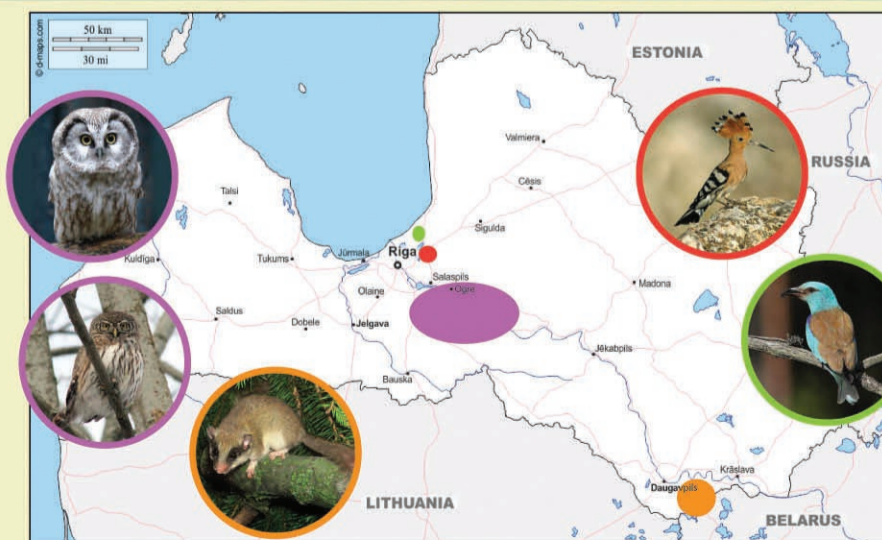 50 km
30 mi
© d-maps.com
ESTONIA
Valmiera
RUSSIA
Cēsis
Talsi
Sigulda
Rīga
Kuldīga
Tukums
Jūrmala
Salaspils
Ogre
Madona
Olaine
Saldus
Dobele
Jelgava
Jēkabpils
Bauska
Krāslava
Daugavpils
LITHUANIA
BELARUS